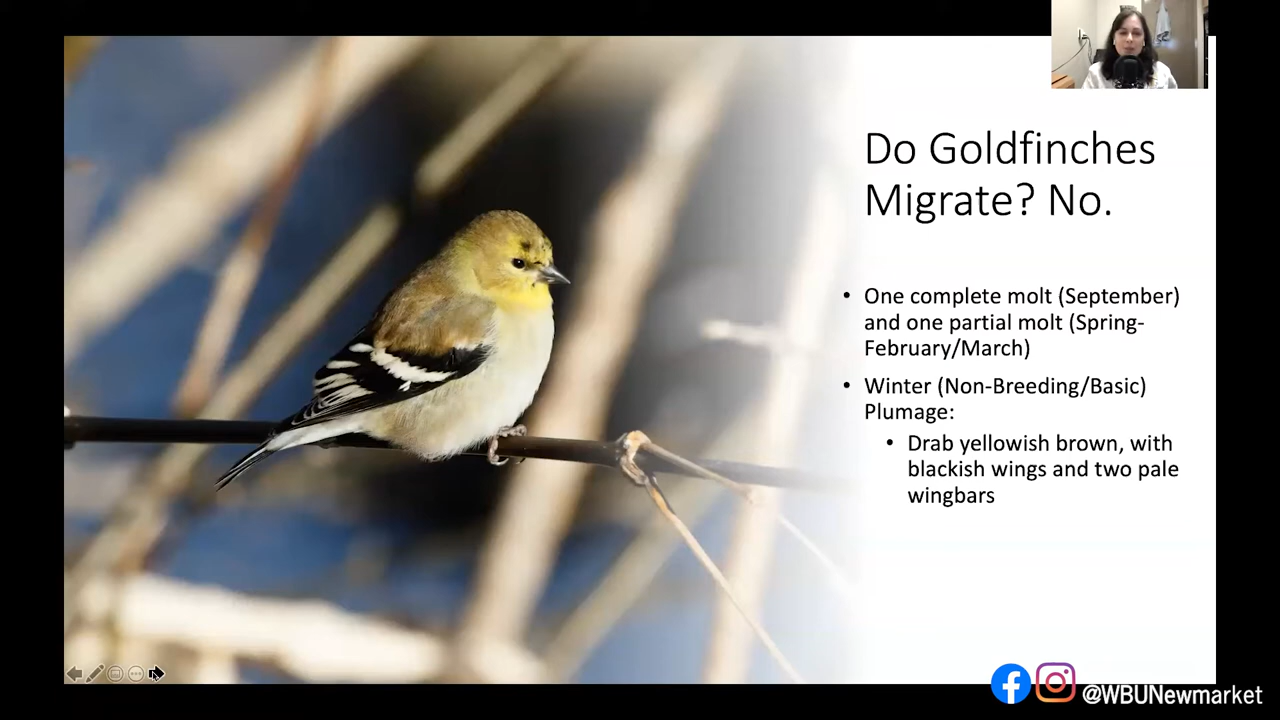 Do Goldfinches
Migrate? No.
• One complete molt (September)
and one partial molt (Spring-
February/March)
• Winter (Non-Breeding/Basic)
Plumage:
• Drab yellowish brown, with
blackish wings and two pale
wingbars
@WBUNewmarket